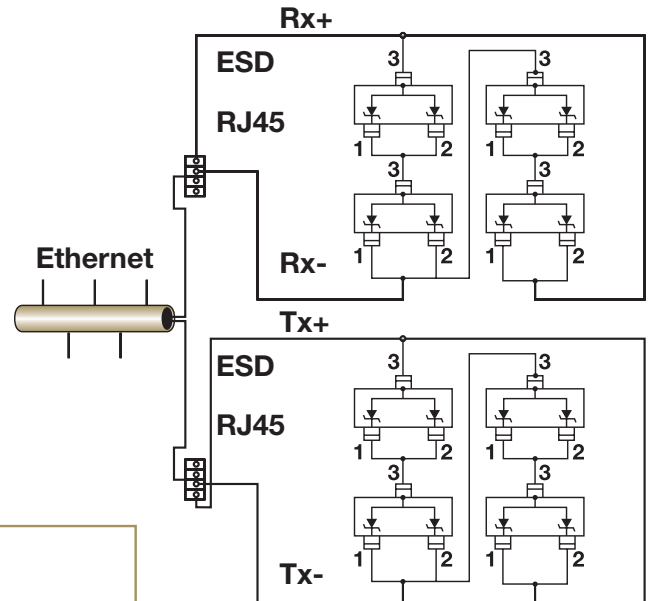 Rx+
ESD
3 3
RJ45
1 2 1 2
3 3
Ethernet
Rx-
1 2 1 2
Tx+
ESD
3 3
RJ45
1 2 1 2
3 3
Tx-
1 2 1 2